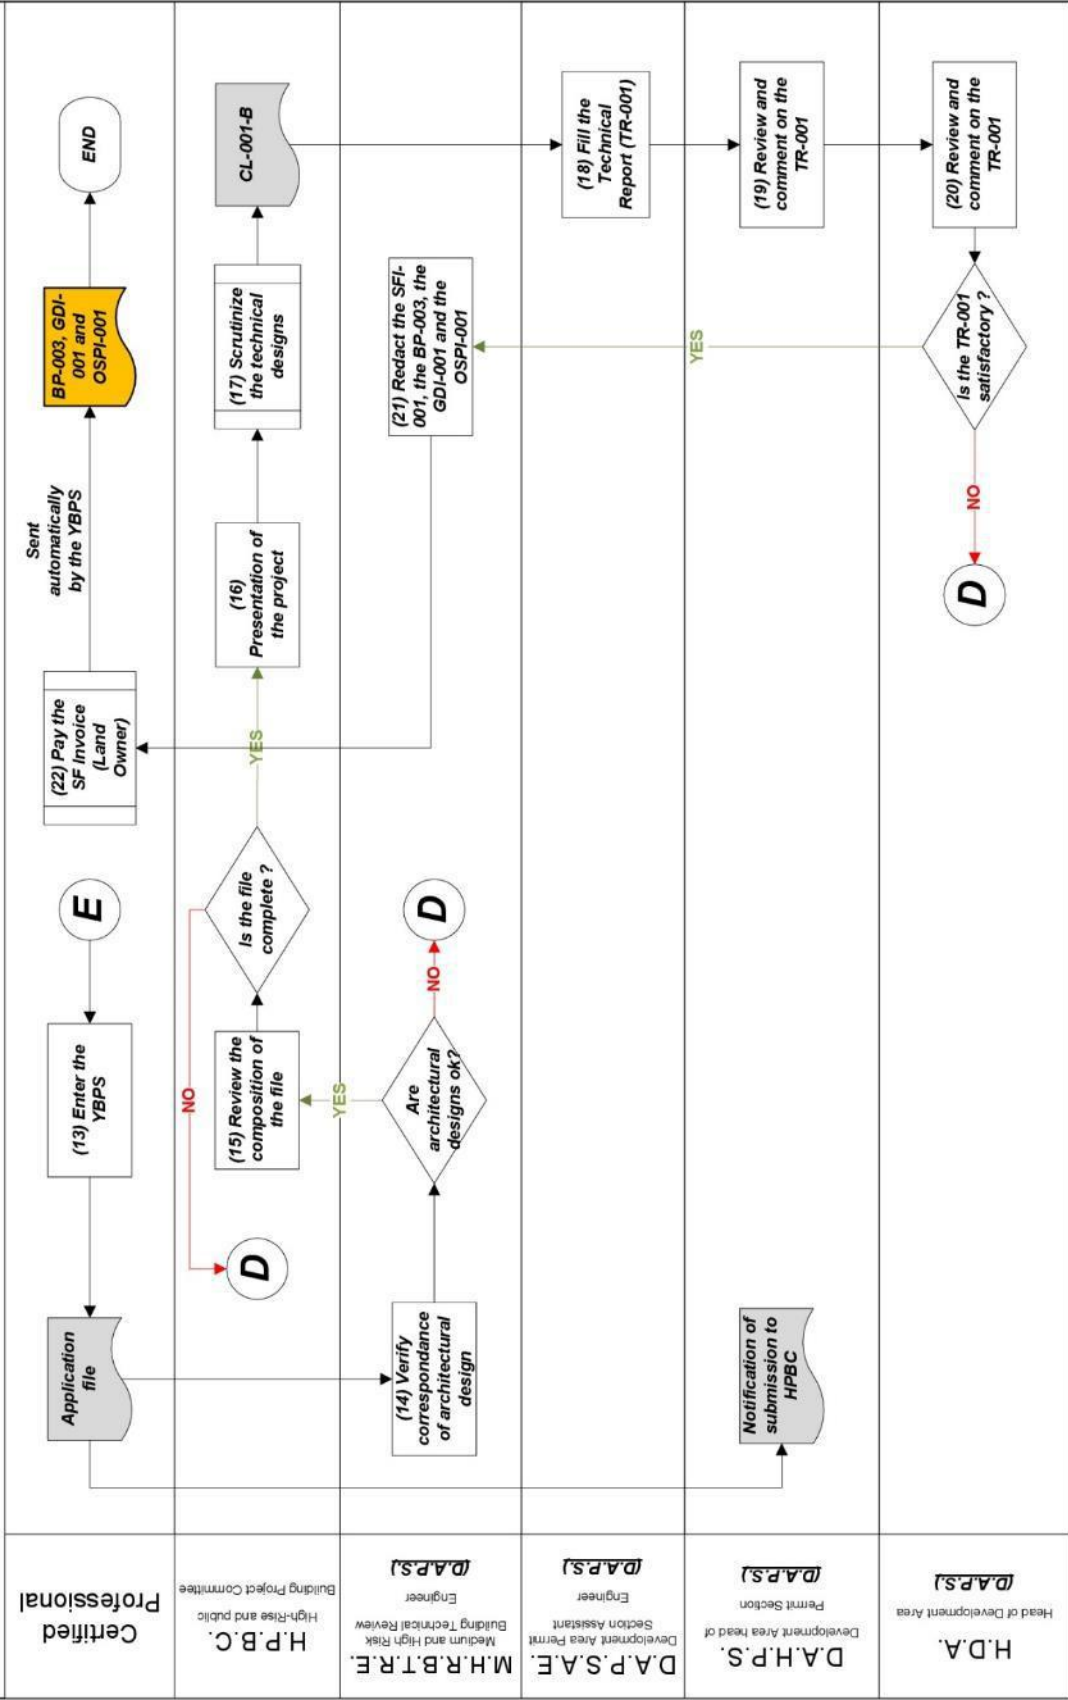 Certified
Professional
E
(13) Enter the
YBPS
Application
file
(22) Pay the
SF Invoice
(Land
Owner)
Sent
automatically
by the YBPS
BP-003, GDI-
001 and
OSPI-001
END
H.P.B.C.
High-Rise and public
Building Project Committee
D
NO
(15) Review the
composition of
the file
Is the file
complete ?
YES
(16)
Presentation of
the project
(17) Scrutinize
the technical
designs
CL-001-B
M.H.R.B.T.R.E.
Medium and High Risk
Building Technical Review
Engineer
(D.A.P.S.)
(14) Verify
correspondance
of architectural
design
YES
Are
architectural
designs ok?
NO
D
(21) Redact the SFI-
001, the BP-003, the
GDI-001 and the
OSPI-001
D.A.P.S.A.E.
Development Area Permit
Section Assistant
Engineer
(D.A.P.S.)
(18) Fill the
Technical
Report (TR-001)
D.A.H.P.S.
Development Area head of
Permit Section
(D.A.P.S.)
Notification of
submission to
HPBC
YES
(19) Review and
comment on the
TR-001
H.D.A.
Head of Development Area
(D.A.P.S.)
D
NO
Is the TR-001
satisfactory ?
(20) Review and
comment on the
TR-001